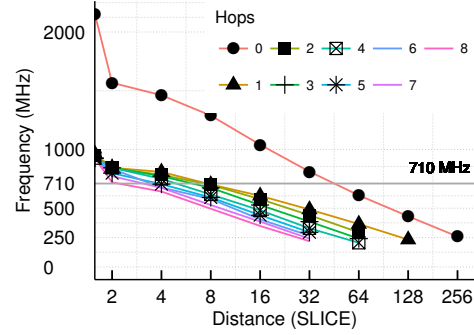 Hops
0 2 4 6 8
1 3 5 7
Frequency (MHz)
2000
1000
710
500
250
0
710 MHz
2 4 8 16 32 64 128 256
Distance (SLICE)